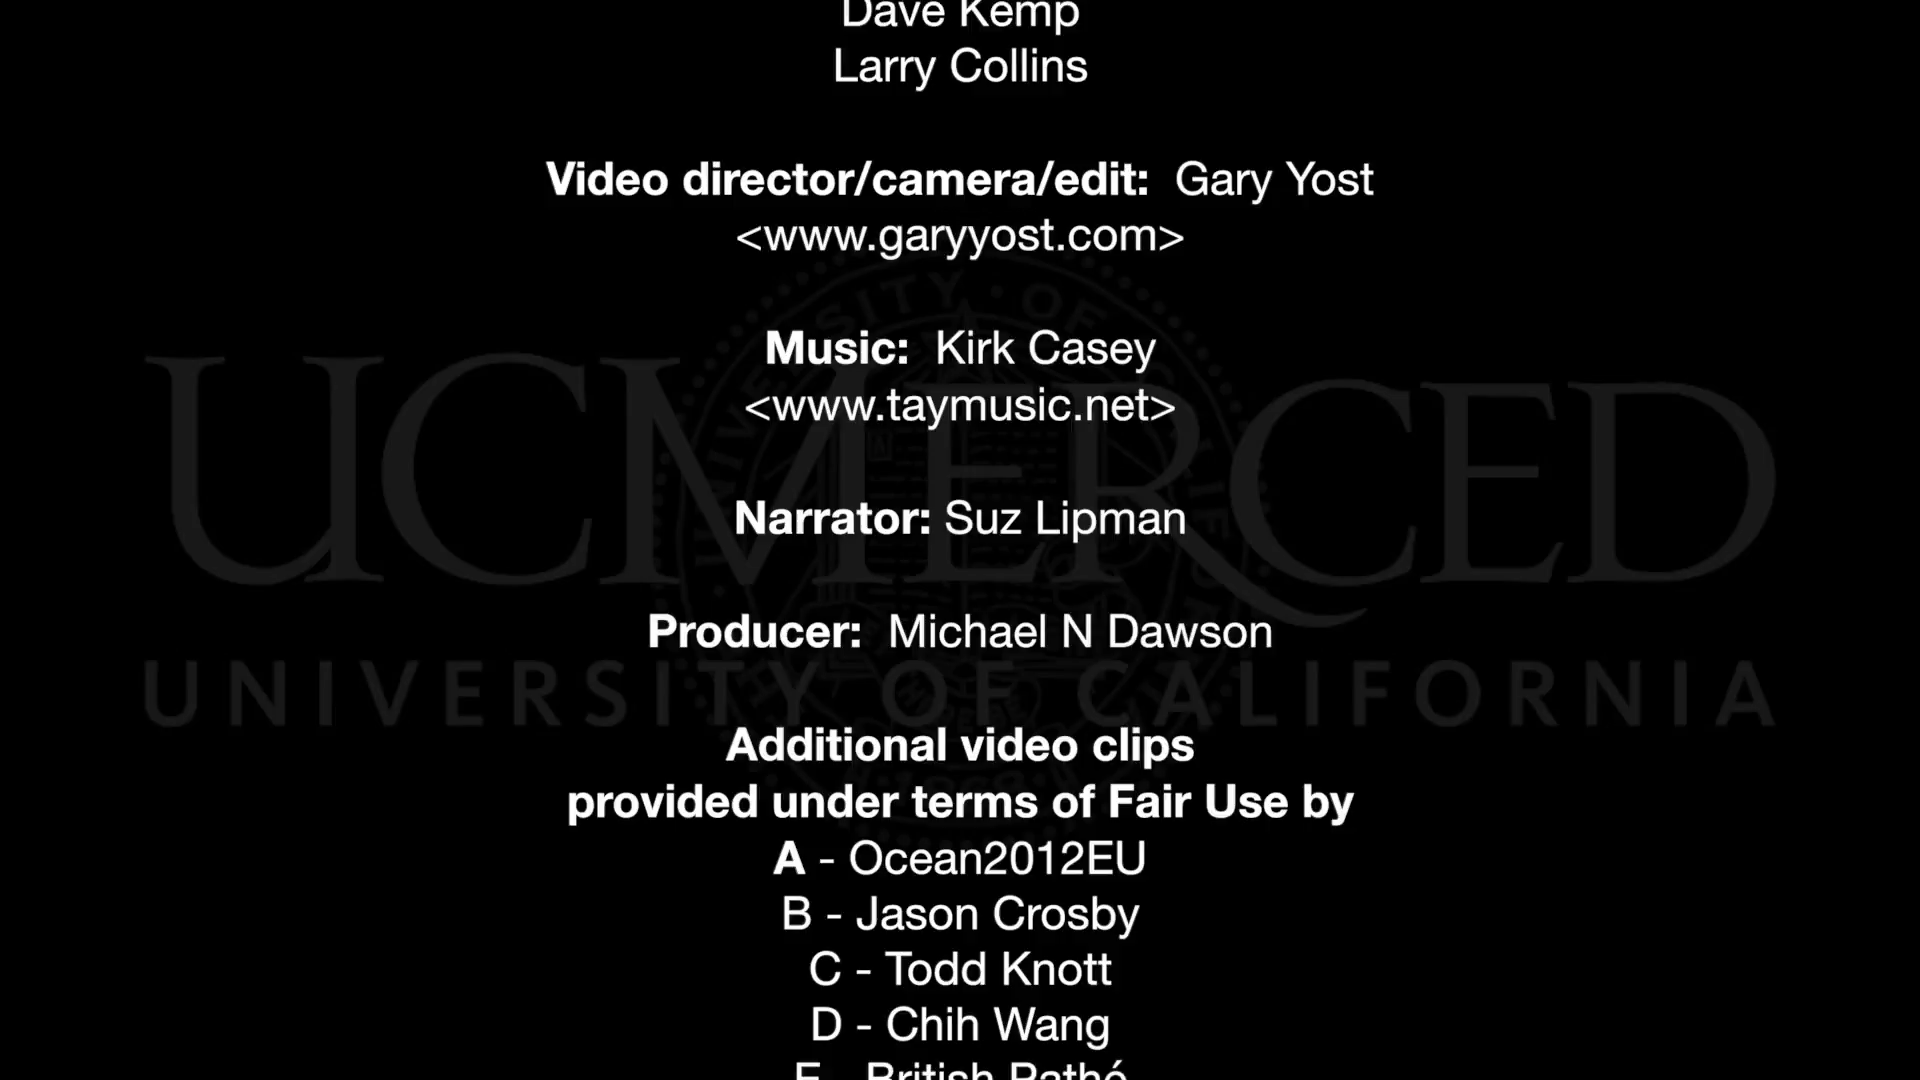 Dave Kemp
Larry Collins
Video director/camera/edit: Gary Yost
<www.garyyost.com>
Music: Kirk Casey
<www.taymusic.net>
Narrator: Suz Lipman
Producer: Michael N Dawson
UCMERCED
UNIVERSITY OF CALIFORNIA
Additional video clips
provided under terms of Fair Use by
A - Ocean2012EU
B - Jason Crosby
C - Todd Knott
D - Chih Wang
E - British Pathé